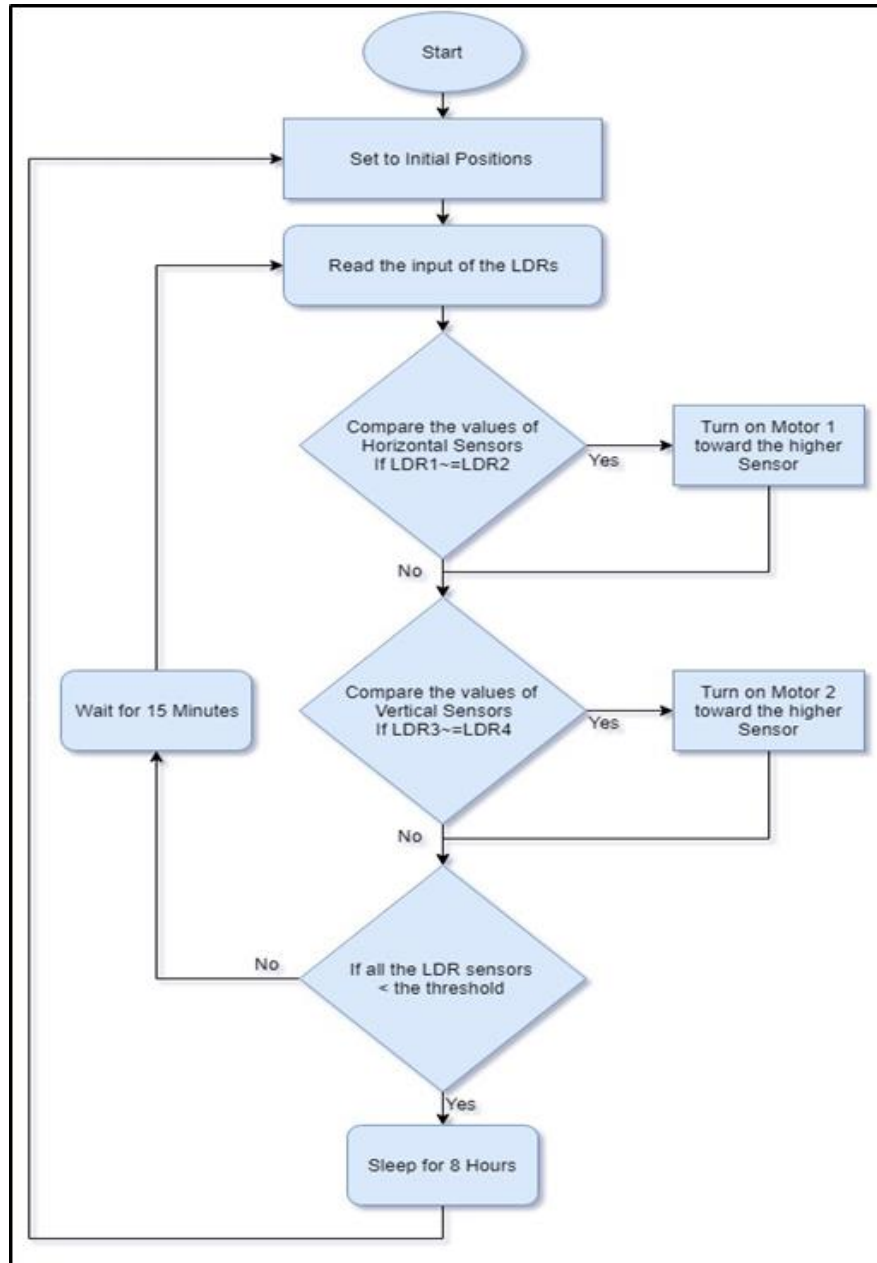 Start
Set to Initial Positions
Read the input of the LDRs
Compare the values of
Horizontal Sensors
If LDR1~=LDR2
Yes
Turn on Motor 1
toward the higher
Sensor
No
Wait for 15 Minutes
Compare the values of
Vertical Sensors
If LDR3~=LDR4
Yes
Turn on Motor 2
toward the higher
Sensor
No
No
If all the LDR sensors
< the threshold
Yes
Sleep for 8 Hours